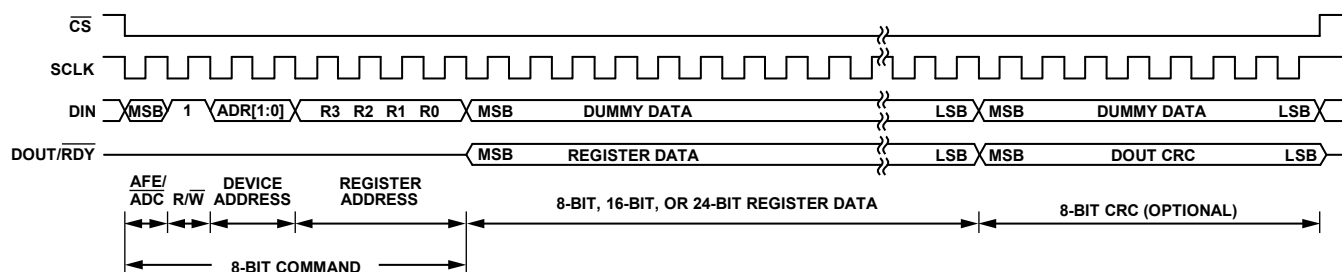 CS
SCLK
DIN MSB 1 ADR[1:0] R3 R2 R1 R0 MSB DUMMY DATA LSB MSB DUMMY DATA LSB
DOUT/RDY MSB REGISTER DATA LSB MSB DOUT CRC LSB
AFE/
ADC R/W DEVICE
ADDRESS REGISTER
ADDRESS 8-BIT, 16-BIT, OR 24-BIT REGISTER DATA 8-BIT CRC (OPTIONAL)
8-BIT COMMAND